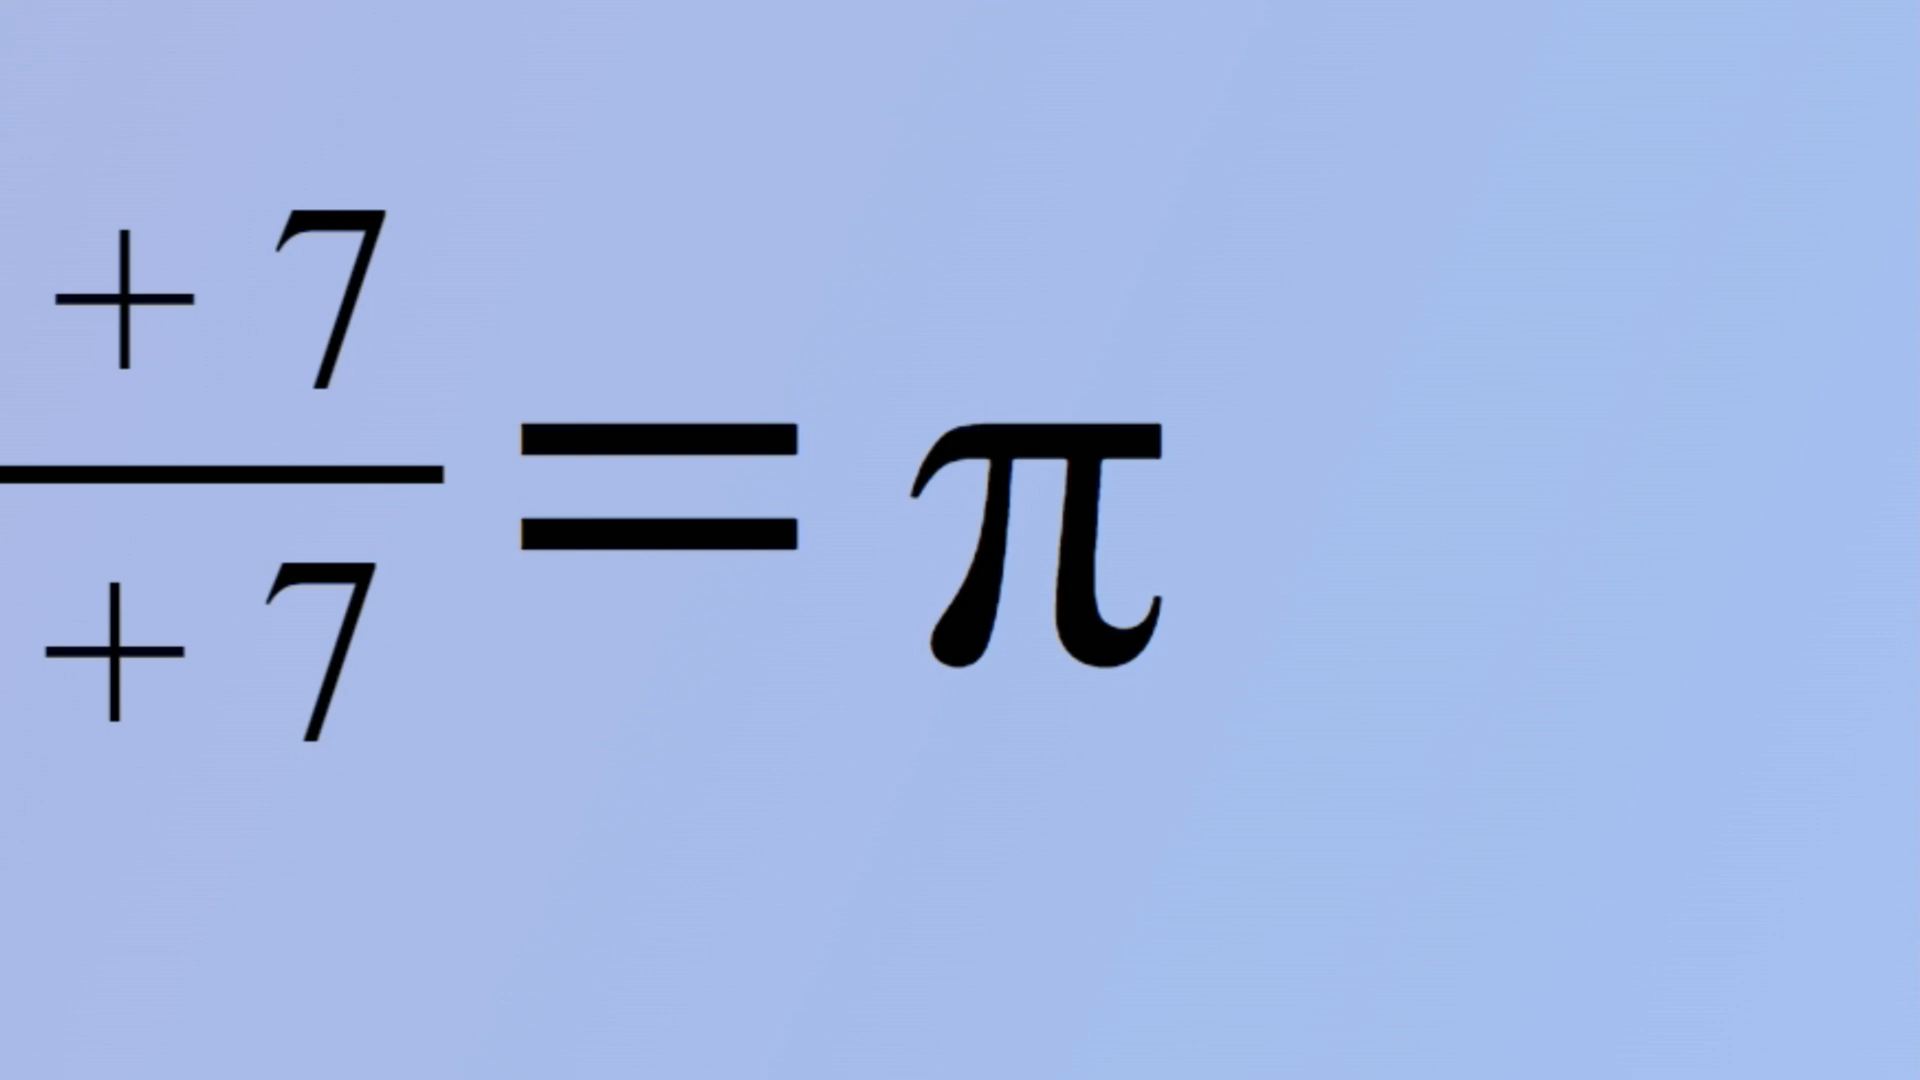 + 7
= π
+ 7